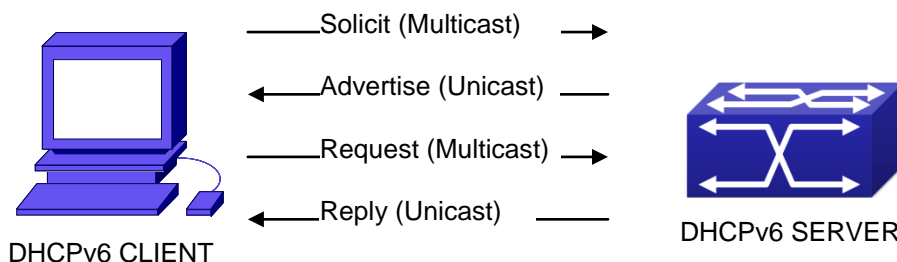 Solicit (Multicast)
Advertise (Unicast)
Request (Multicast)
Reply (Unicast)
DHCPv6 CLIENT
DHCPv6 SERVER